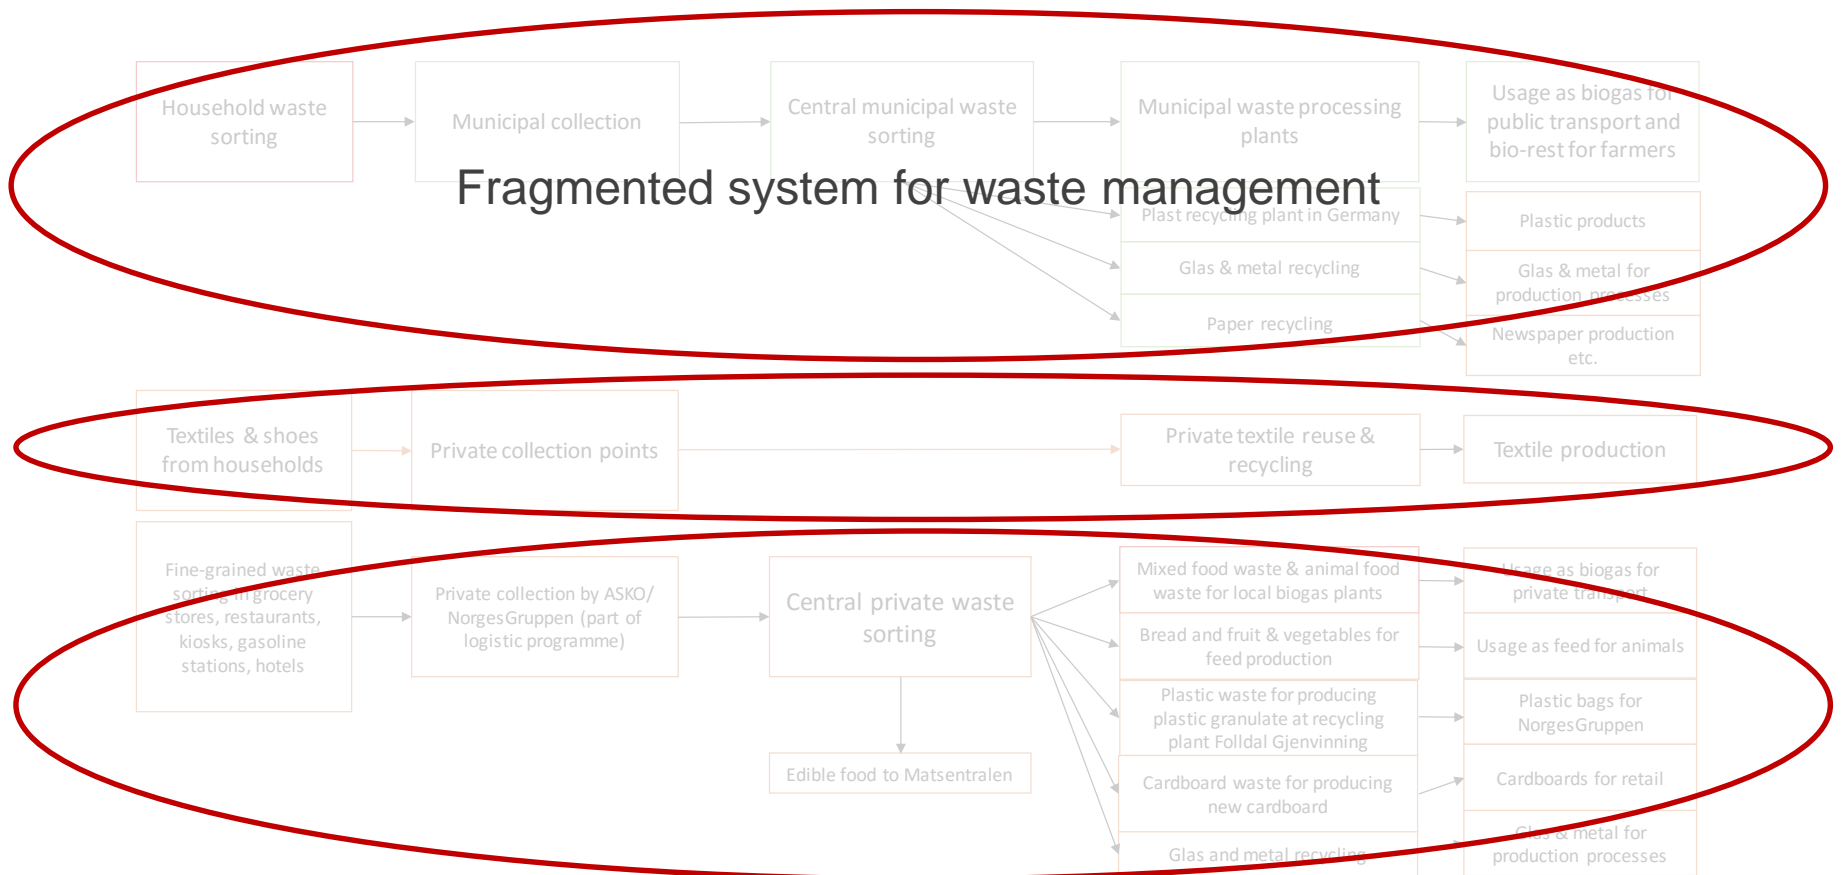 Household waste
sorting
Municipal collection
Central municipal waste
sorting
Municipal waste processing
plants
Usage as biogas for
public transport and
bio-rest for farmers
Fragmented system for waste management
Plast recycling plant in Germany
Plastic products
Glas & metal recycling
Glas & metal for
production processes
Paper recycling
Newspaper production
etc.
Textiles & shoes
from households
Private collection points
Private textile reuse &
recycling
Textile production
Fine-grained waste
sorting in grocery
stores, restaurants,
kiosks, gasoline
stations, hotels
Private collection by ASKO/
NorgesGruppen (part of
logistic programme)
Central private waste
sorting
Edible food to Matsentralen
Mixed food waste & animal food
waste for local biogas plants
Usage as biogas for
private transport
Bread and fruit & vegetables for
feed production
Usage as feed for animals
Plastic waste for producing
plastic granulate at recycling
plant Folldal Gjenvinning
Plastic bags for
NorgesGruppen
Cardboard waste for producing
new cardboard
Cardboards for retail
Glas and metal recycling
Glas & metal for
production processes